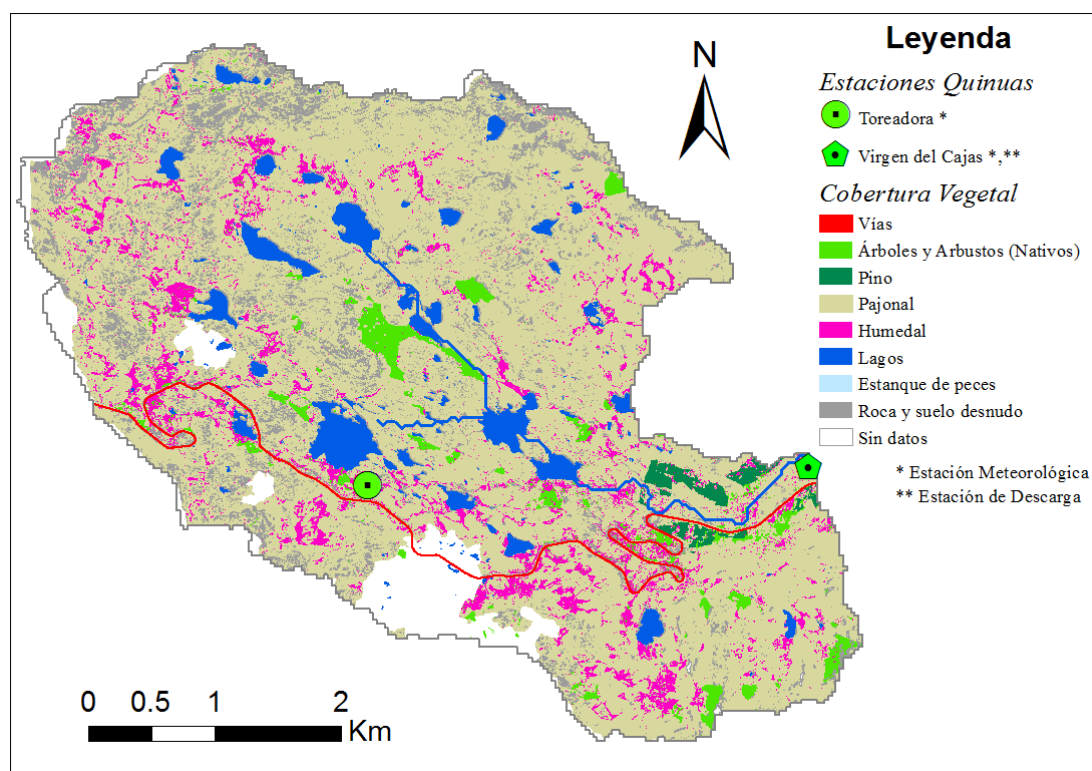 Leyenda
N
Estaciones Quinuas
Toreadora *
Virgen del Cajas *,**
Cobertura Vegetal
Vías
Árboles y Arbustos (Nativos)
Pino
Pajonal
Humedal
Lagos
Estanque de peces
Roca y suelo desnudo
Sin datos
* Estación Meteorológica
** Estación de Descarga
0 0.5 1 2
Km